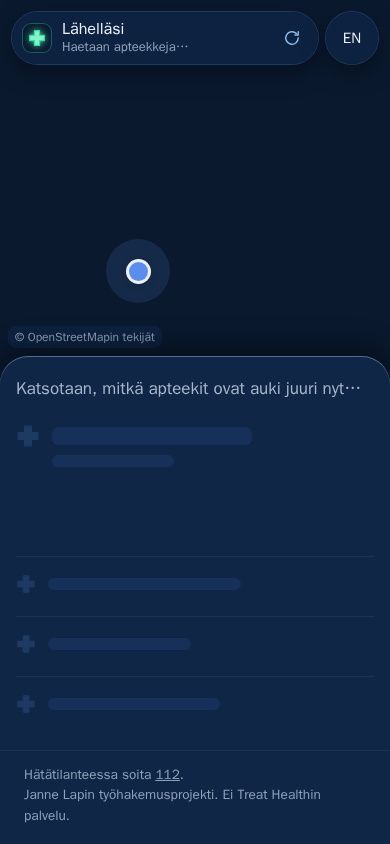 Lähelläsi
Haetaan apteekkeja…
EN
© OpenStreetMapin tekijät
Katsotaan, mitkä apteekit ovat auki juuri nyt…
Hätätilanteessa soita 112.
Janne Lapin työhakemusprojekti. Ei Treat Healthin
palvelu.